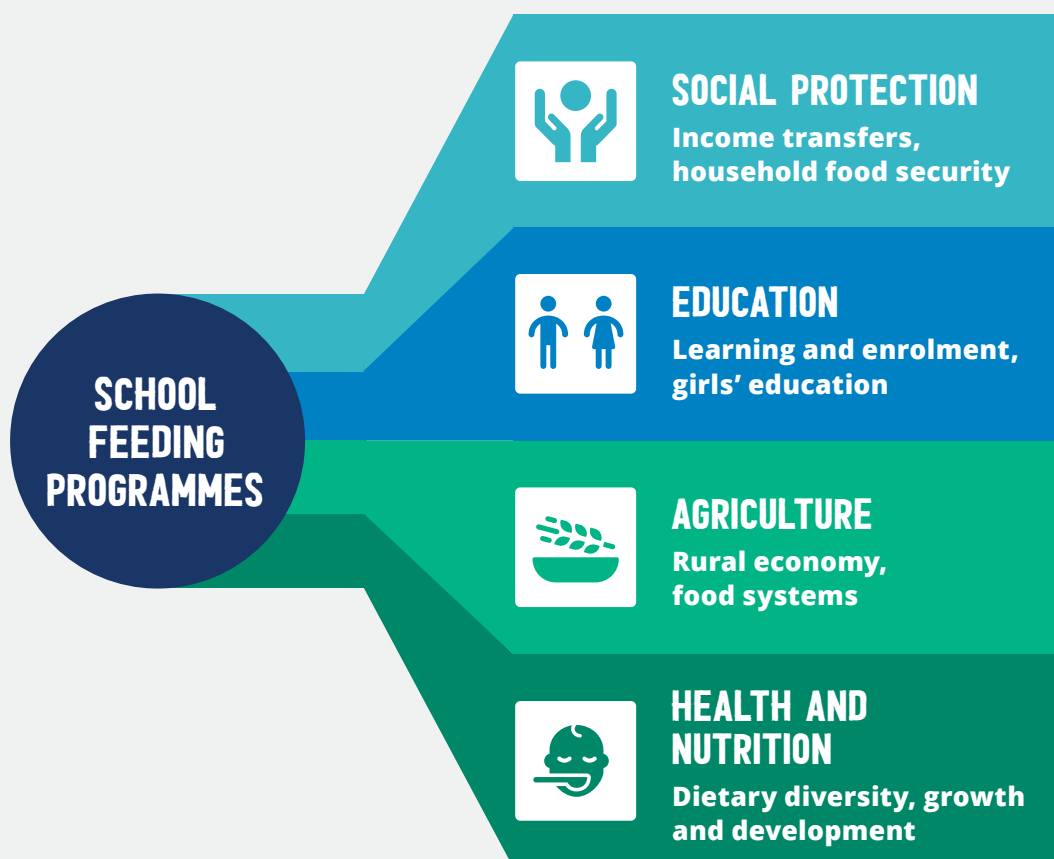 SCHOOL
FEEDING
PROGRAMMES
SOCIAL PROTECTION
Income transfers,
household food security
EDUCATION
Learning and enrolment,
girls’ education
AGRICULTURE
Rural economy,
food systems
HEALTH AND
NUTRITION
Dietary diversity, growth
and development